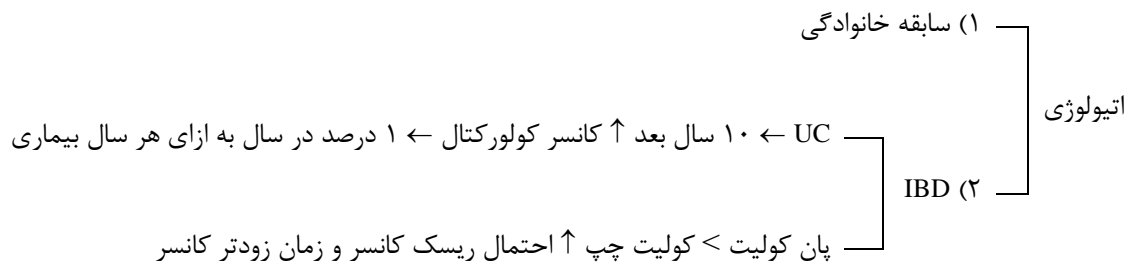 اتیولوژی
۱) سابقه خانوادگی
۲) IBD
UC ← ۱۰ سال بعد ↑ کانسر کولورکتال ← ۱ درصد در سال به ازای هر سال بیماری
پان کولیت > کولیت چپ ↑ احتمال ریسک کانسر و زمان زودتر کانسر